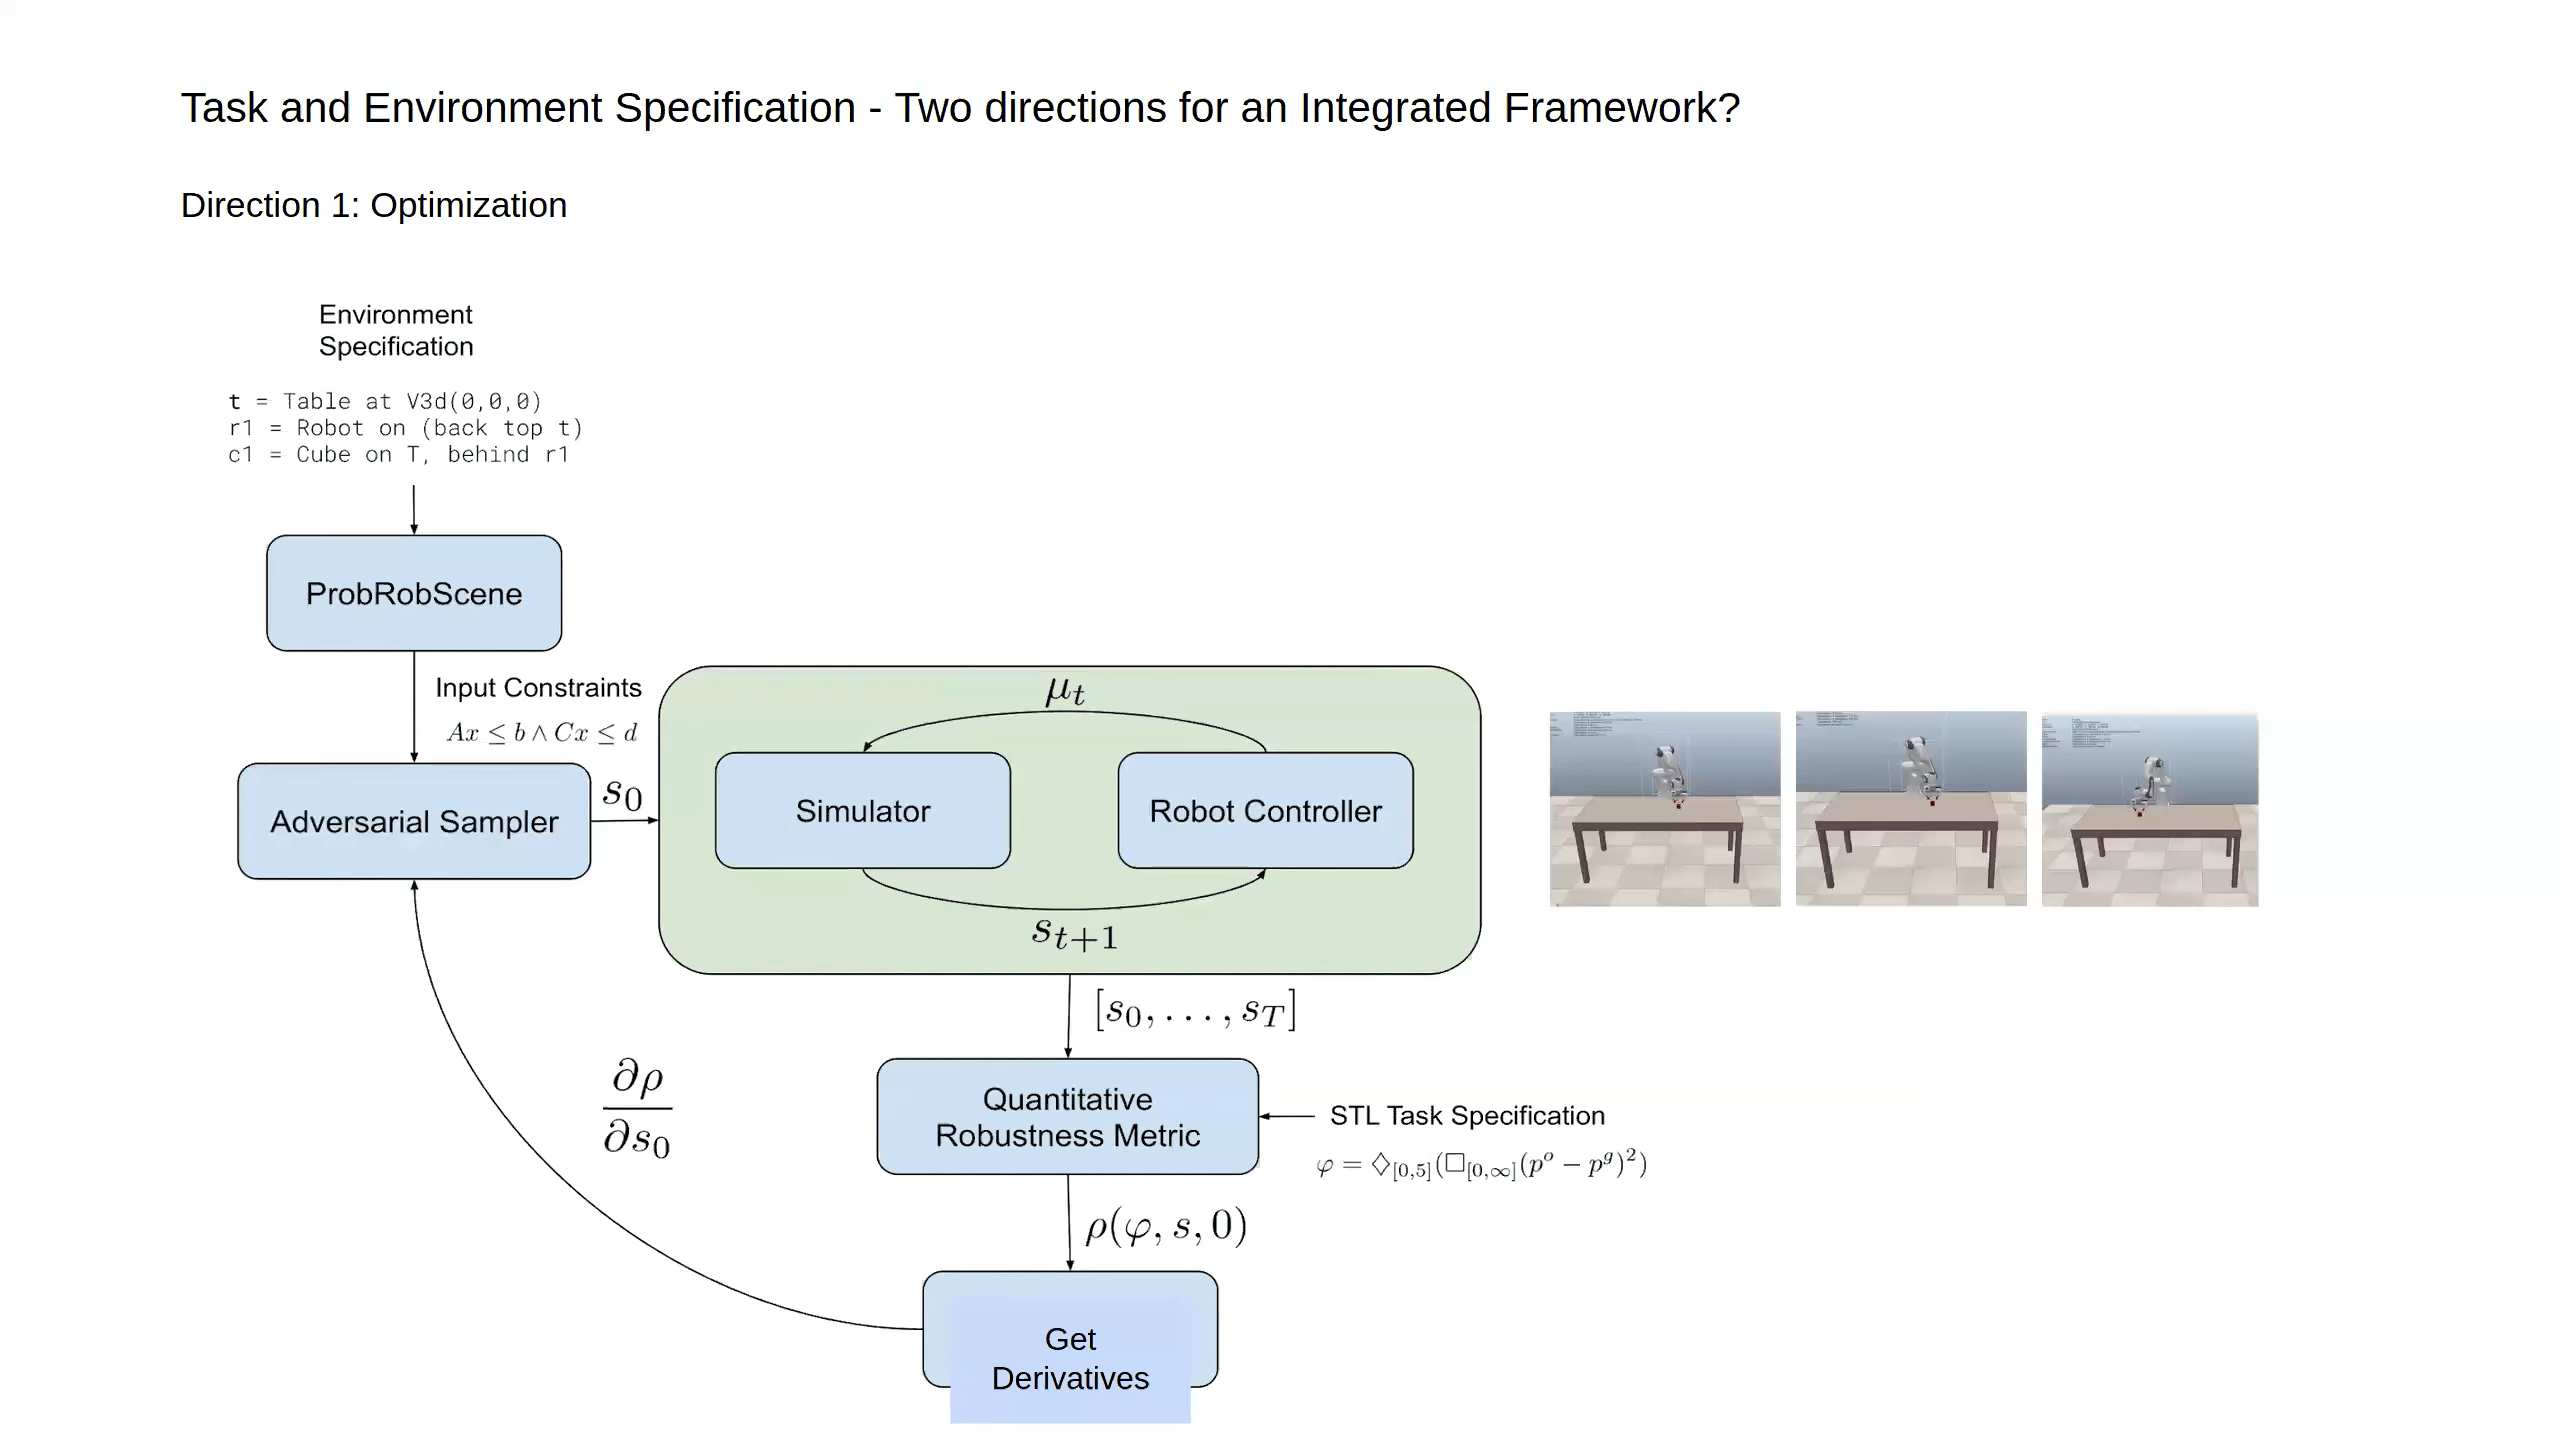 Task and Environment Specification - Two directions for an Integrated Framework?
Direction 1: Optimization
Environment
Specification
t = Table at V3d(0,0,0)
r1 = Robot on (back top t)
c1 = Cube on T, behind r1
ProbRobScene
Input Constraints
Ax ≤ b ∧ Cx ≤ d
Adversarial Sampler
s₀
μₜ
Simulator
Robot Controller
sₜ₊₁
[s₀, . . . , s_T]
∂ρ
∂s₀
Quantitative
Robustness Metric
STL Task Specification
φ = ◇[0,5](□[0,∞](pᵒ − pᵍ)²)
ρ(φ, s, 0)
Get
Derivatives